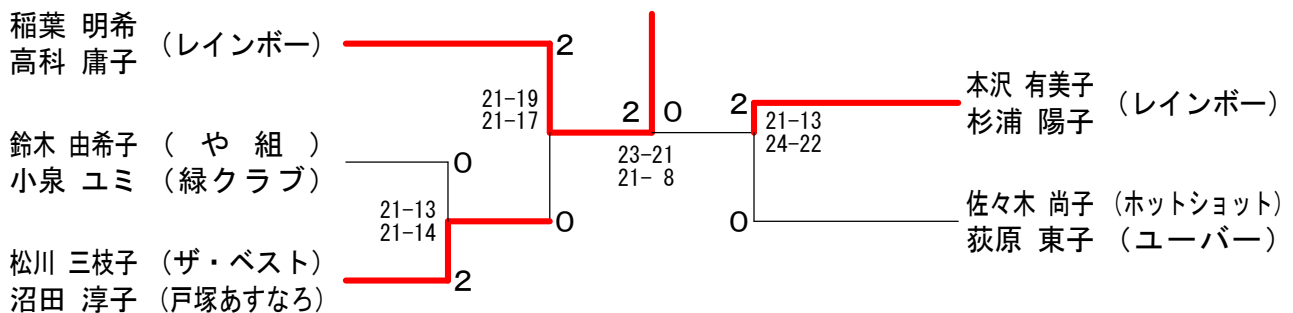 稲葉 明希
高科 庸子
(レインボー)
2
21-19
21-17
鈴木 由希子 ( や 組 )
小泉 ユミ (緑クラブ)
0
21-13
21-14
0
松川 三枝子 (ザ・ベスト)
沼田 淳子 (戸塚あすなろ)
2
2 0
23-21
21- 8
2
21-13
24-22
本沢 有美子
杉浦 陽子
(レインボー)
0
佐々木 尚子 (ホットショット)
荻原 東子 (ユーバー)